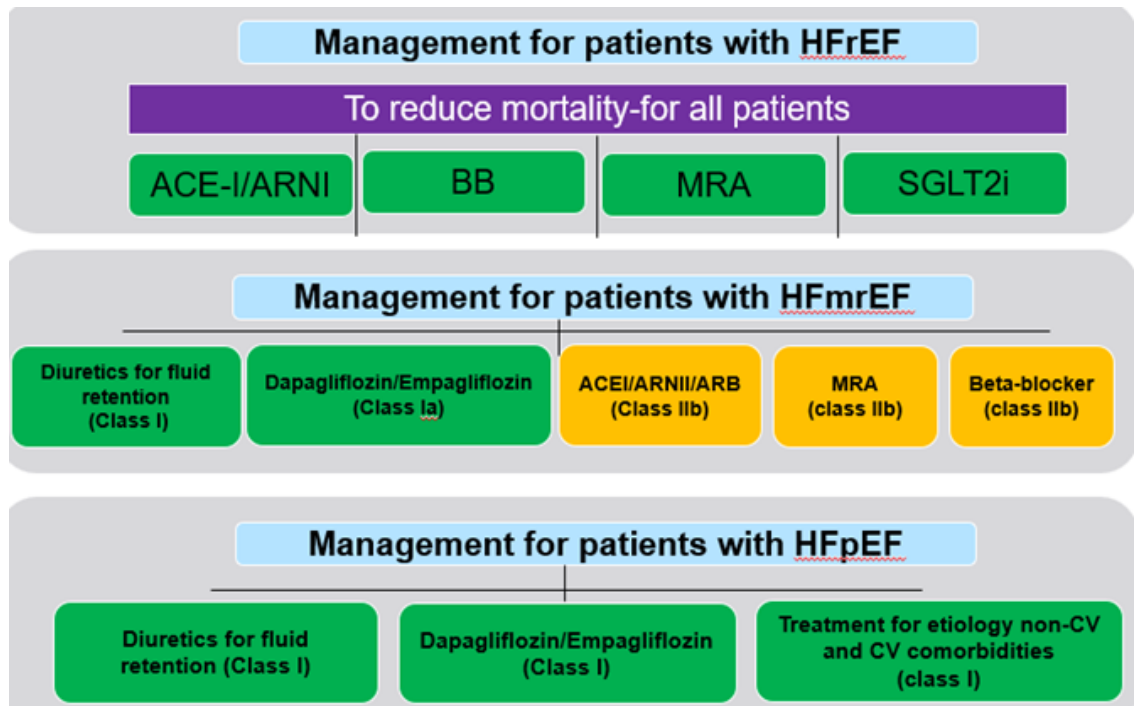 Management for patients with HFrEF
To reduce mortality-for all patients
ACE-I/ARNI
BB
MRA
SGLT2i
Management for patients with HFmrEF
Diuretics for fluid
retention
(Class I)
Dapagliflozin/Empagliflozin
(Class Ia)
ACEI/ARNII/ARB
(Class IIb)
MRA
(class IIb)
Beta-blocker
(class IIb)
Management for patients with HFpEF
Diuretics for fluid
retention (Class I)
Dapagliflozin/Empagliflozin
(Class I)
Treatment for etiology non-CV
and CV comorbidities
(class I)